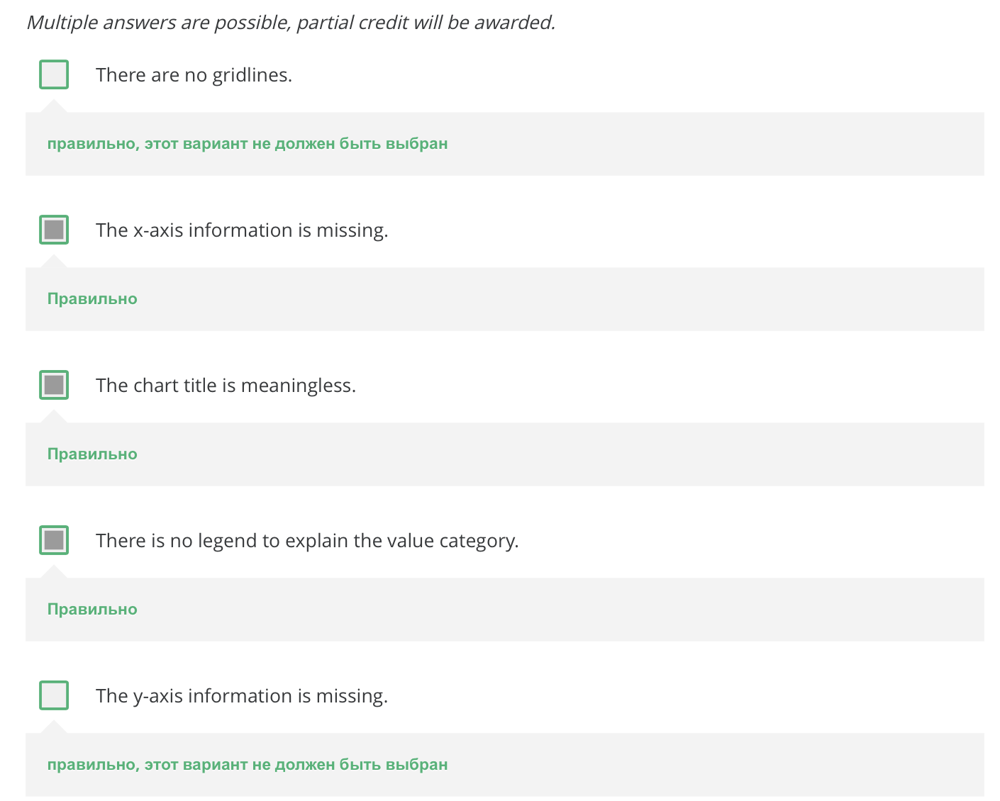 Multiple answers are possible, partial credit will be awarded.
There are no gridlines.
правильно, этот вариант не должен быть выбран
The x-axis information is missing.
Правильно
The chart title is meaningless.
Правильно
There is no legend to explain the value category.
Правильно
The y-axis information is missing.
правильно, этот вариант не должен быть выбран